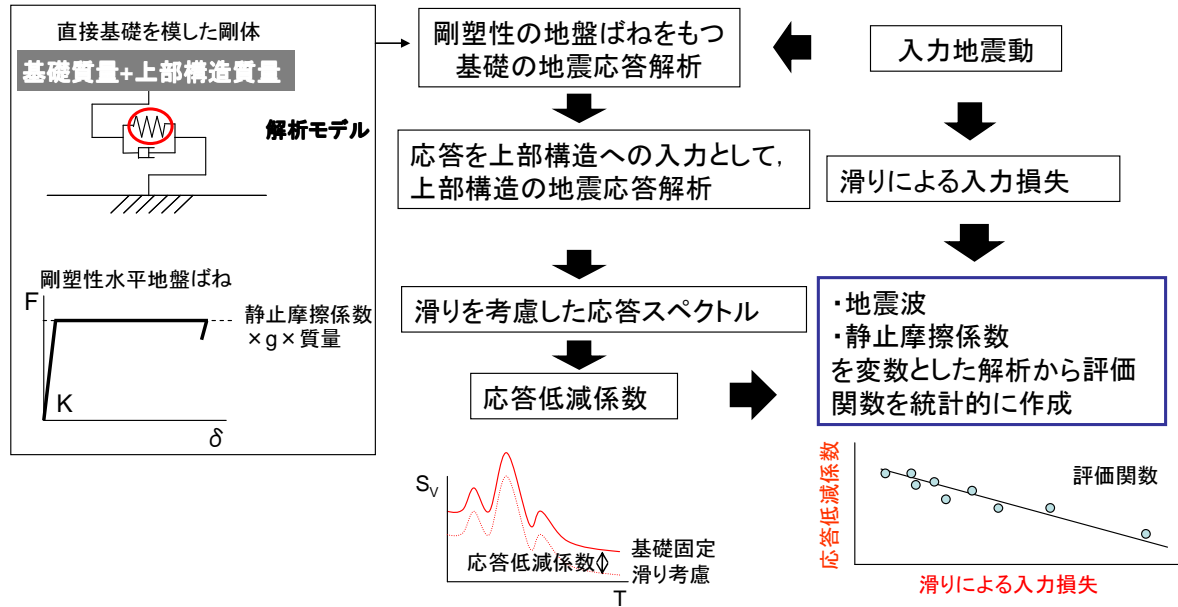 直接基礎を模した剛体
基礎質量+上部構造質量
解析モデル
剛塑性水平地盤ばね
F
静止摩擦係数
×g×質量
K
δ
剛塑性の地盤ばねをもつ
基礎の地震応答解析
入力地震動
応答を上部構造への入力として,
上部構造の地震応答解析
滑りによる入力損失
滑りを考慮した応答スペクトル
応答低減係数
・地震波
・静止摩擦係数
を変数とした解析から評価
関数を統計的に作成
SV
応答低減係数
基礎固定
滑り考慮
T
応答低減係数
評価関数
滑りによる入力損失